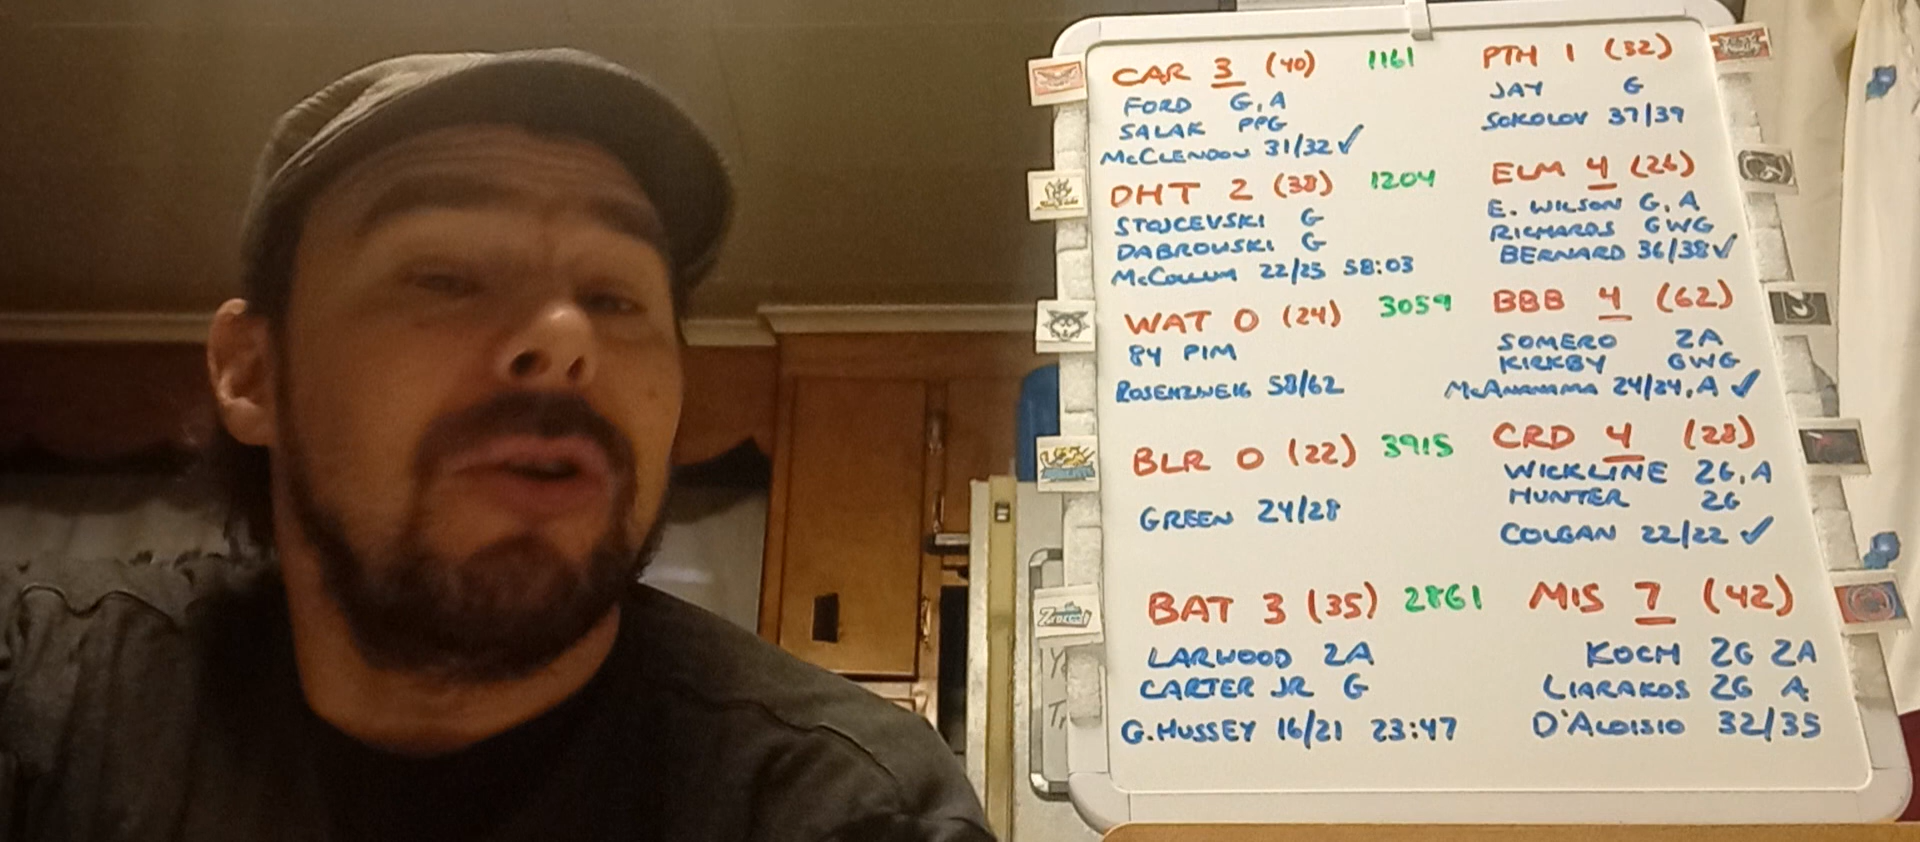 CAR 3 (40) 1161 PTH 1 (32)
FORD G, A
JAY G
SALAK PPG
SOKOLOV 37/39
McCLENDON 31/32 ✓
DHT 2 (38) 1204 ELM 4 (26)
STOJCEVSKI G
E. WILSON G, A
DABROWSKI G
RICHARDS GWG
McCollum 22/25 58:03
BERNARD 36/38 ✓
WAT 0 (24) 3059 BBB 4 (62)
84 PIM
SOMERO 2A
KIRKBY GWG
ROSENZWEIG 58/62
McANANAMA 24/24, A ✓
BLR 0 (22) 3915 CRD 4 (28)
WICKLINE 2G, A
HUNTER 2G
GREEN 24/28
COLGAN 22/22 ✓
BAT 3 (35) 2861 MIS 7 (42)
LARWOOD 2A
KOCH 2G 2A
CARTER JR G
LIARAKOS 2G A
G. HUSSEY 16/21 23:47
D'ALOISIO 32/35